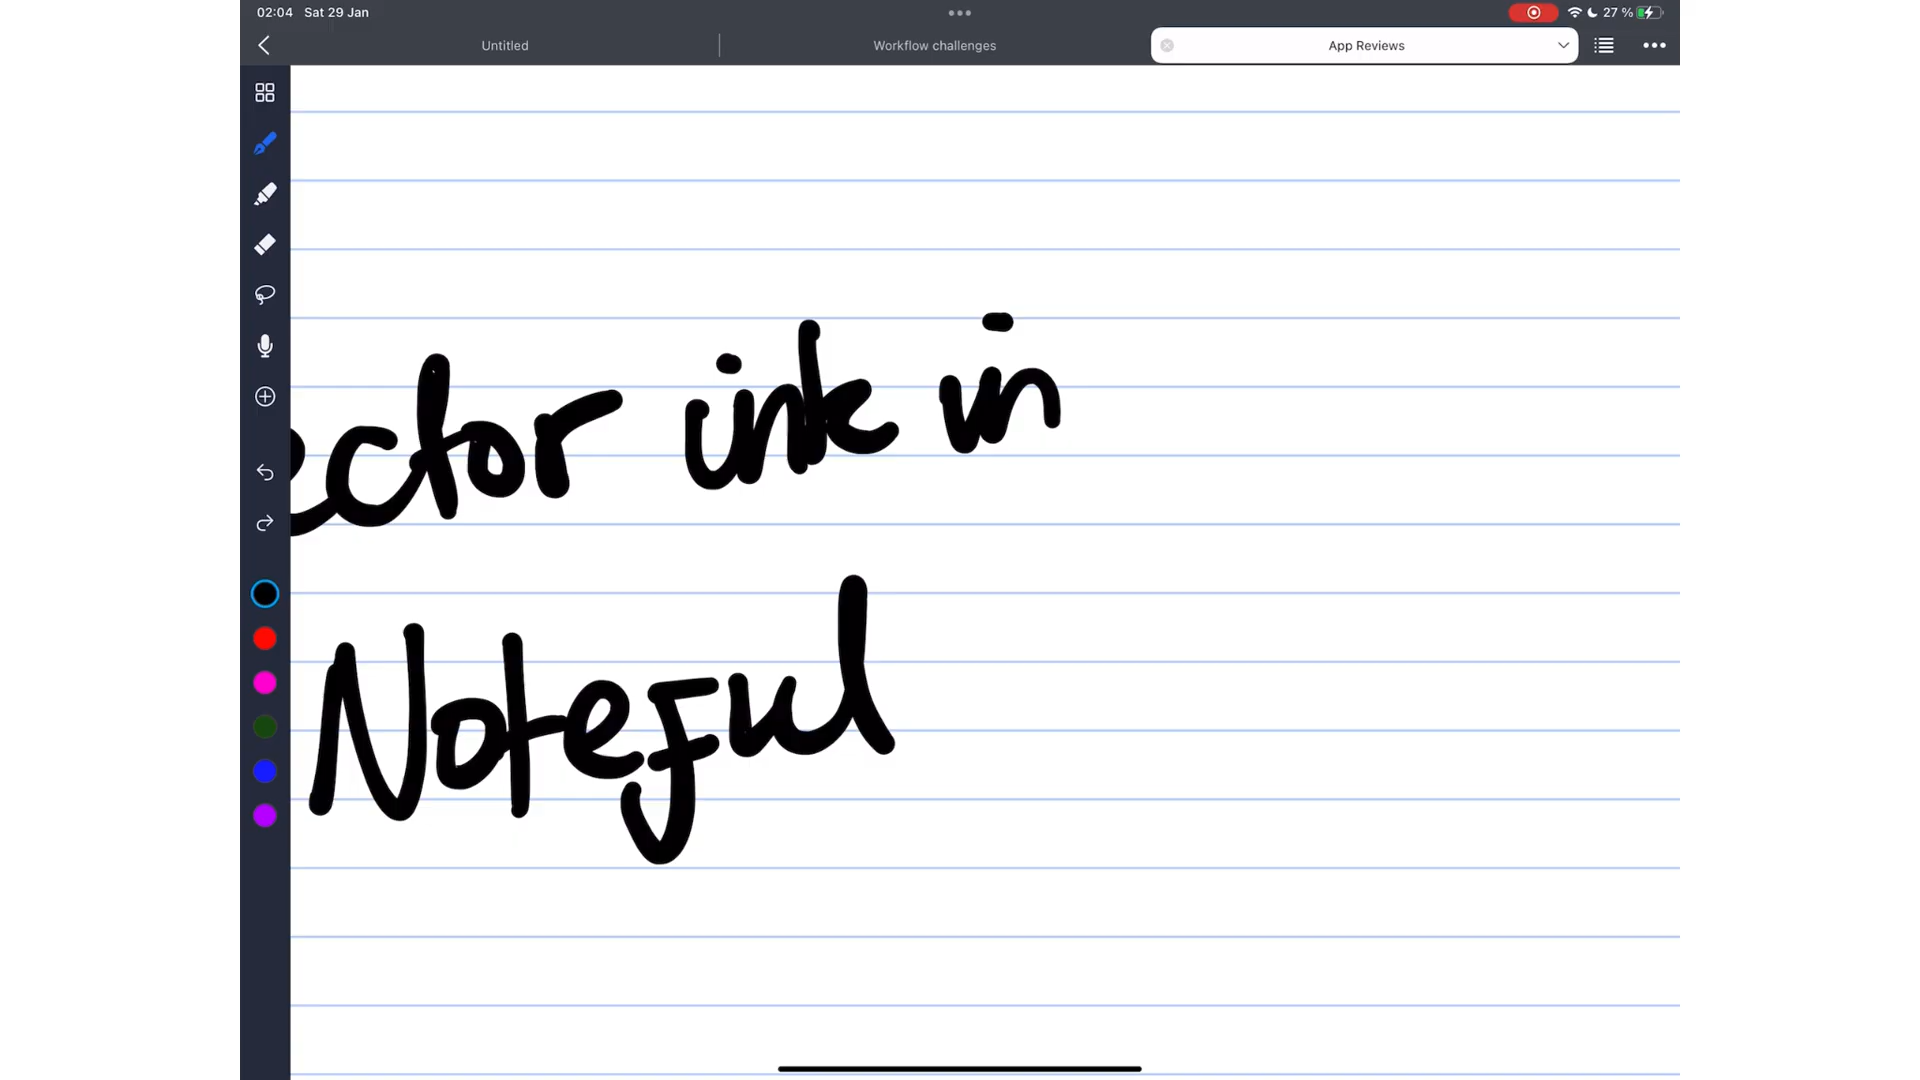 02:04 Sat 29 Jan
27 %
Untitled
Workflow challenges
App Reviews
ector ink in
Noteful